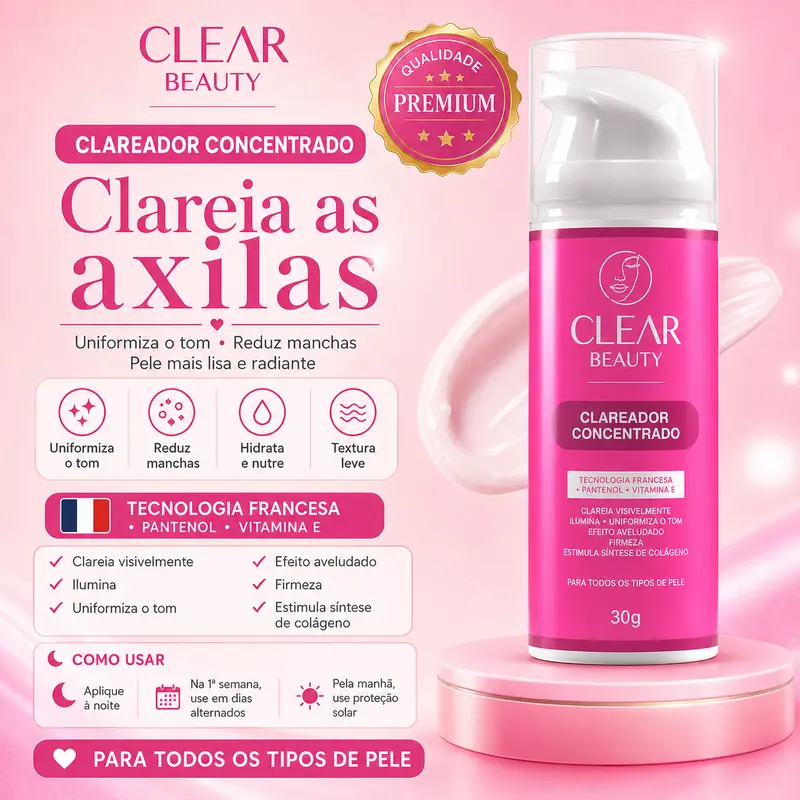 CLEAR
BEAUTY
QUALIDADE
PREMIUM
CLAREADOR CONCENTRADO
Clareia as
axilas
Uniformiza o tom • Reduz manchas
Pele mais lisa e radiante
Uniformiza
o tom
Reduz
manchas
Hidrata
e nutre
Textura
leve
TECNOLOGIA FRANCESA
• PANTENOL • VITAMINA E
Clareia visivelmente
Ilumina
Uniformiza o tom
Efeito aveludado
Firmeza
Estimula síntese
de colágeno
COMO USAR
Aplique
à noite
Na 1ª semana,
use em dias
alternados
Pela manhã,
use proteção
solar
PARA TODOS OS TIPOS DE PELE
CLEAR
BEAUTY
CLAREADOR
CONCENTRADO
TECNOLOGIA FRANCESA
• PANTENOL • VITAMINA E
CLAREIA VISIVELMENTE
ILUMINA • UNIFORMIZA O TOM
EFEITO AVELUDADO
FIRMEZA
ESTIMULA SÍNTESE DE COLÁGENO
PARA TODOS OS TIPOS DE PELE
30g